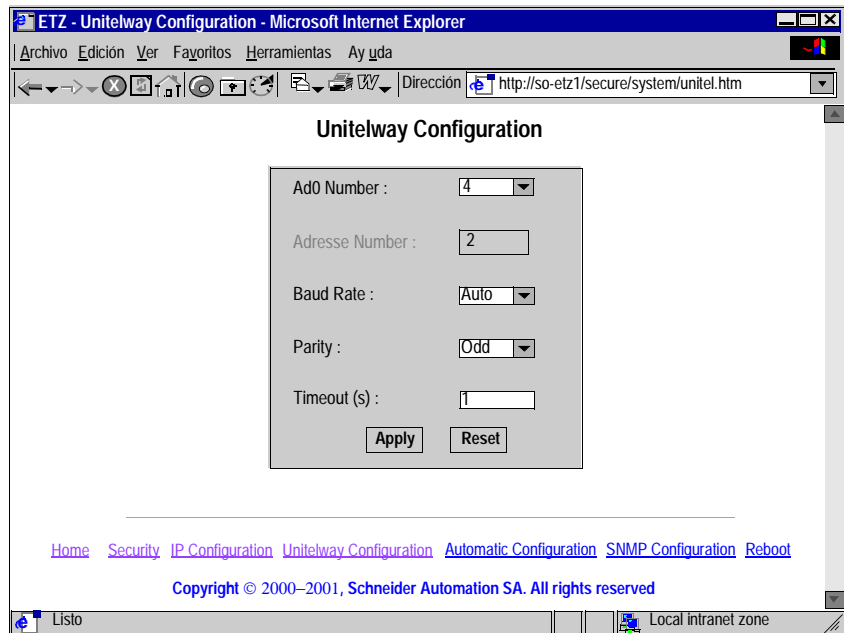 ETZ - Unitelway Configuration - Microsoft Internet Explorer
Archivo Edición Ver Favoritos Herramientas Ay uda
Dirección http://so-etz1/secure/system/unitel.htm
Unitelway Configuration
Ad0 Number : 4
Adresse Number : 2
Baud Rate : Auto
Parity : Odd
Timeout (s) : 1
Apply Reset
Home Security IP Configuration Unitelway Configuration Automatic Configuration SNMP Configuration Reboot
Copyright © 2000–2001, Schneider Automation SA. All rights reserved
Listo Local intranet zone